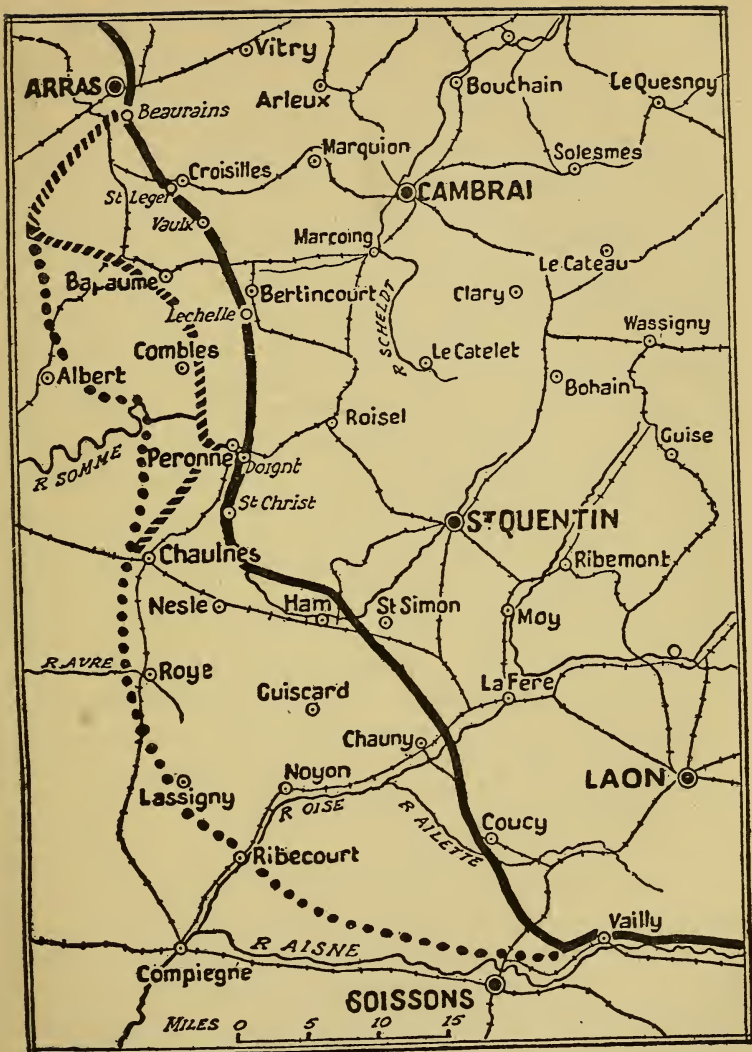 Vitry
ARRAS
Arleux
Bouchain
Le Quesnoy
Beaurains
Marquion
Solesmes
Croisilles
St Leger
CAMBRAI
Vaulx
Marcoing
Le Cateau
Bapaume
Bertincourt
Clary
Lechelle
R SCHELDT
Wassigny
Combles
Le Catelet
Albert
Bohain
Roisel
Guise
R SOMME
Peronne
Doignt
St Christ
ST QUENTIN
Chaulnes
Ribemont
Nesle
Ham
St Simon
Moy
R AVRE
Roye
Guiscard
La Fere
Chauny
Noyon
LAON
Lassigny
R OISE
R AILETTE
Coucy
Ribecourt
Vailly
R AISNE
Compiegne
SOISSONS
MILES 0 5 10 15